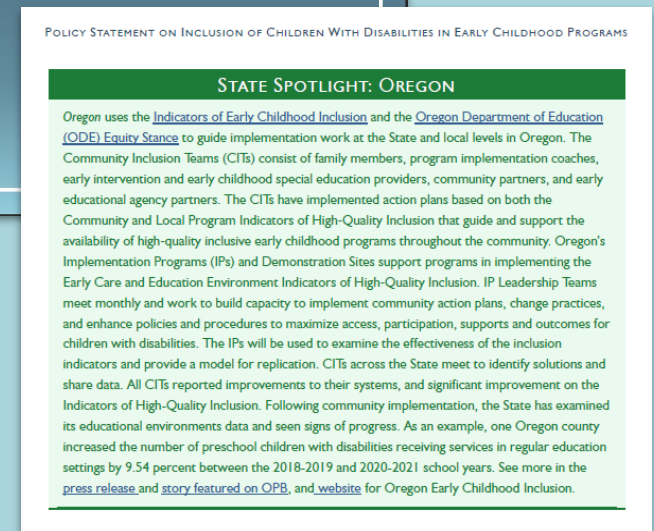 POLICY STATEMENT ON INCLUSION OF CHILDREN WITH DISABILITIES IN EARLY CHILDHOOD PROGRAMS
STATE SPOTLIGHT: OREGON
Oregon uses the Indicators of Early Childhood Inclusion and the Oregon Department of Education
(ODE) Equity Stance to guide implementation work at the State and local levels in Oregon. The
Community Inclusion Teams (CITs) consist of family members, program implementation coaches,
early intervention and early childhood special education providers, community partners, and early
educational agency partners. The CITs have implemented action plans based on both the
Community and Local Program Indicators of High-Quality Inclusion that guide and support the
availability of high-quality inclusive early childhood programs throughout the community. Oregon's
Implementation Programs (IPs) and Demonstration Sites support programs in implementing the
Early Care and Education Environment Indicators of High-Quality Inclusion. IP Leadership Teams
meet monthly and work to build capacity to implement community action plans, change practices,
and enhance policies and procedures to maximize access, participation, supports and outcomes for
children with disabilities. The IPs will be used to examine the effectiveness of the inclusion
indicators and provide a model for replication. CITs across the State meet to identify solutions and
share data. All CITs reported improvements to their systems, and significant improvement on the
Indicators of High-Quality Inclusion. Following community implementation, the State has examined
its educational environments data and seen signs of progress. As an example, one Oregon county
increased the number of preschool children with disabilities receiving services in regular education
settings by 9.54 percent between the 2018-2019 and 2020-2021 school years. See more in the
press release and story featured on OPB, and website for Oregon Early Childhood Inclusion.